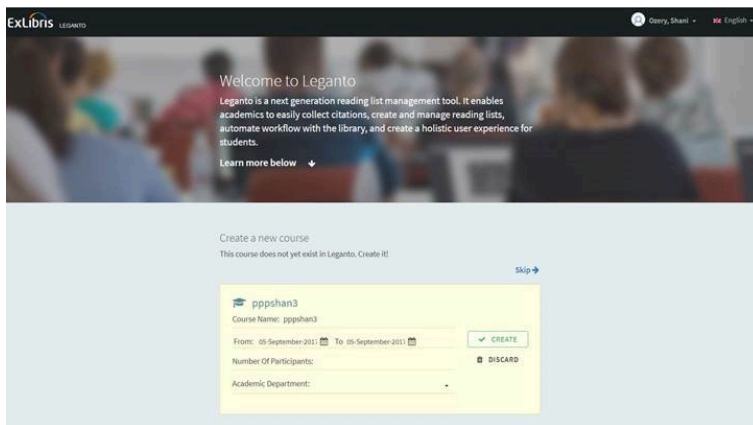 ExLibris LEGANTO
Ozery, Shani
English
Welcome to Leganto
Leganto is a next generation reading list management tool. It enables
academics to easily collect citations, create and manage reading lists,
automate workflow with the library, and create a holistic user experience for
students.
Learn more below
Create a new course
This course does not yet exist in Leganto. Create it!
Skip
pppshan3
Course Name: pppshan3
From: 05-September-201 To 05-September-201
CREATE
Number Of Participants:
DISCARD
Academic Department: